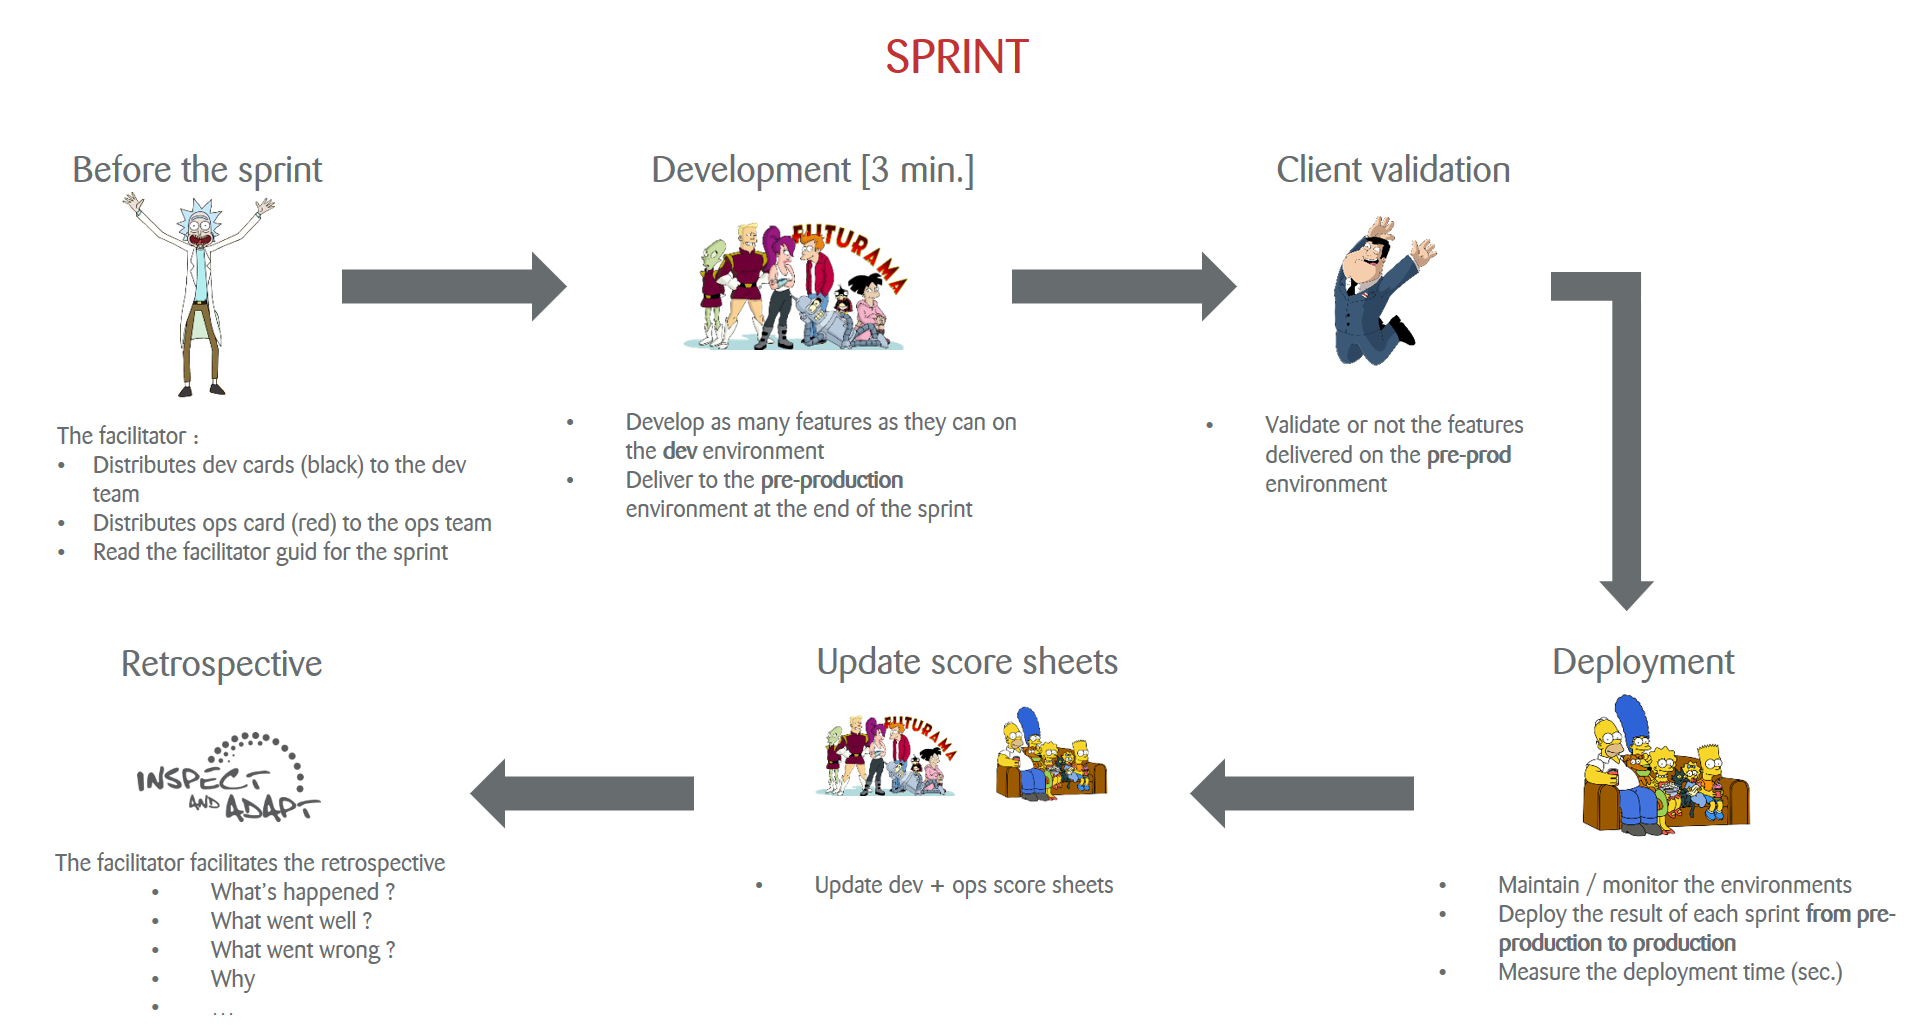 SPRINT
Before the sprint
The facilitator :
• Distributes dev cards (black) to the dev
team
• Distributes ops card (red) to the ops team
• Read the facilitator guid for the sprint
Development [3 min.]
FUTURAMA
• Develop as many features as they can on
the dev environment
• Deliver to the pre-production
environment at the end of the sprint
Client validation
• Validate or not the features
delivered on the pre-prod
environment
Deployment
• Maintain / monitor the environments
• Deploy the result of each sprint from pre-
production to production
• Measure the deployment time (sec.)
Update score sheets
FUTURAMA
• Update dev + ops score sheets
Retrospective
INSPECT
AND ADAPT
The facilitator facilitates the retrospective
• What's happened ?
• What went well ?
• What went wrong ?
• Why
• ...